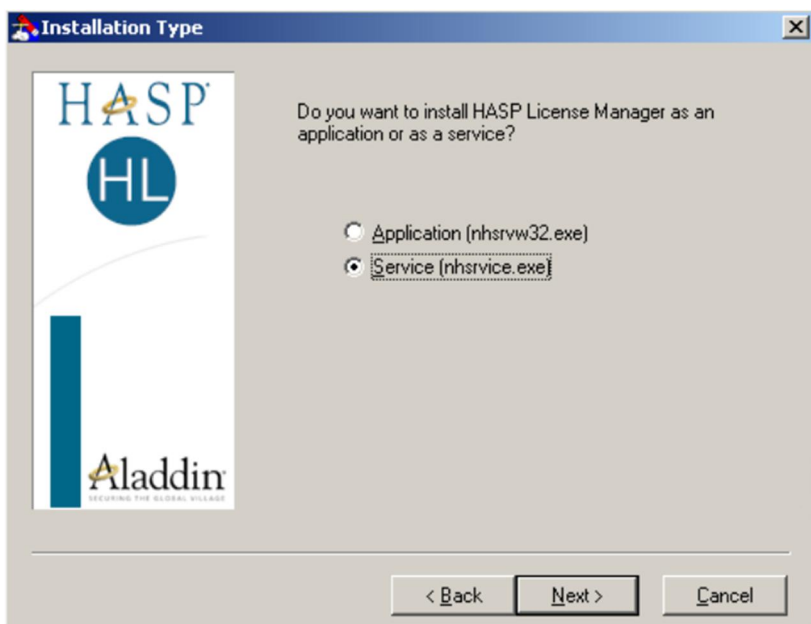 Installation Type
HASP®
HL
Do you want to install HASP License Manager as an
application or as a service?
Application (nhsrvw32.exe)
Service (nhsrvice.exe)
Aladdin
SECURING THE GLOBAL VILLAGE
< Back
Next >
Cancel